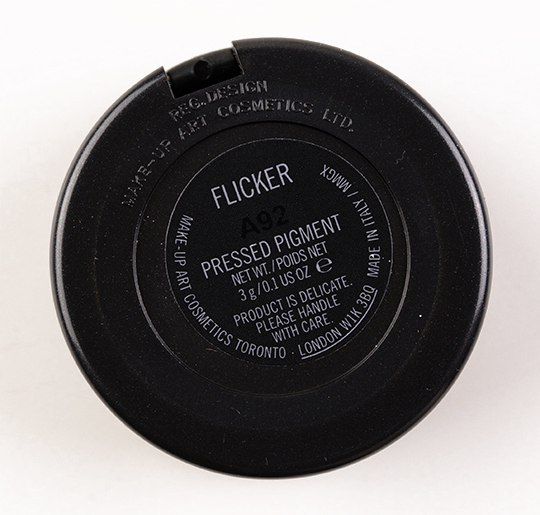 REG. DESIGN
MAKE-UP ART COSMETICS LTD.
FLICKER
A92
PRESSED PIGMENT
NET WT./POIDS NET
3 g/0.1 US OZ ℮
PRODUCT IS DELICATE.
PLEASE HANDLE
WITH CARE.
MAKE-UP ART COSMETICS TORONTO · LONDON W1K 3BQ MADE IN ITALY / MMGX